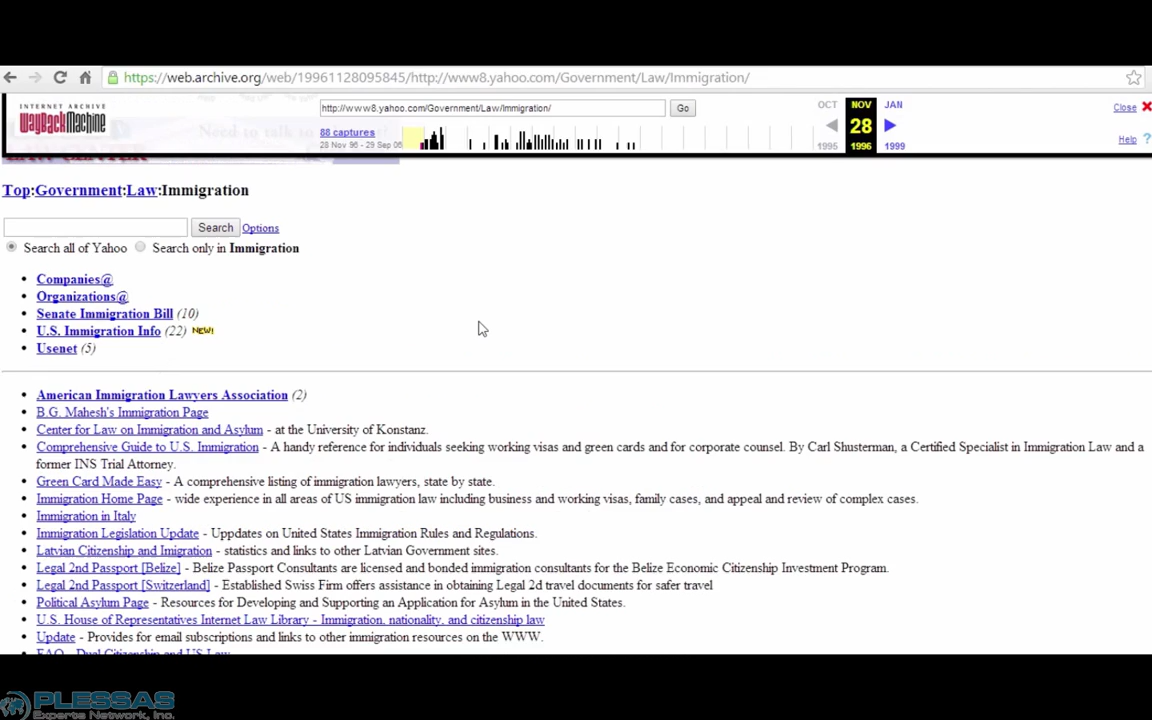 https://web.archive.org/web/19961128095845/http://www8.yahoo.com/Government/Law/Immigration/
INTERNET ARCHIVE
WayBackMachine
http://www8.yahoo.com/Government/Law/Immigration/
Go
OCT
NOV
JAN
Close
88 captures
28
28 Nov 96 - 29 Sep 06
1995
1996
1999
Help ?
Need to talk to
LAW CENTER
Top:Government:Law:Immigration
Search
Options
Search all of Yahoo
Search only in Immigration
• Companies@
• Organizations@
• Senate Immigration Bill (10)
• U.S. Immigration Info (22) NEW!
• Usenet (5)
• American Immigration Lawyers Association (2)
• B.G. Mahesh's Immigration Page
• Center for Law on Immigration and Asylum - at the University of Konstanz.
• Comprehensive Guide to U.S. Immigration - A handy reference for individuals seeking working visas and green cards and for corporate counsel. By Carl Shusterman, a Certified Specialist in Immigration Law and a
former INS Trial Attorney.
• Green Card Made Easy - A comprehensive listing of immigration lawyers, state by state.
• Immigration Home Page - wide experience in all areas of US immigration law including business and working visas, family cases, and appeal and review of complex cases.
• Immigration in Italy
• Immigration Legislation Update - Uppdates on United States Immigration Rules and Regulations.
• Latvian Citizenship and Imigration - statistics and links to other Latvian Government sites.
• Legal 2nd Passport [Belize] - Belize Passport Consultants are licensed and bonded immigration consultants for the Belize Economic Citizenship Investment Program.
• Legal 2nd Passport [Switzerland] - Established Swiss Firm offers assistance in obtaining Legal 2d travel documents for safer travel
• Political Asylum Page - Resources for Developing and Supporting an Application for Asylum in the United States.
• U.S. House of Representatives Internet Law Library - Immigration, nationality, and citizenship law
• Update - Provides for email subscriptions and links to other immigration resources on the WWW.
• FAQ - Dual Citizenship and US Law
PLESSAS
Experts Network, Inc.